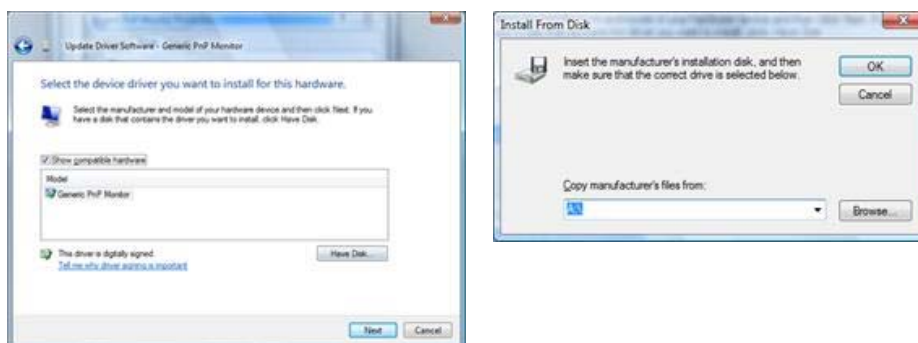 Update Driver Software - Generic PnP Monitor
Select the device driver you want to install for this hardware.
Select the manufacturer and model of your hardware device and then click Next. If you
have a disk that contains the driver you want to install, click Have Disk.
Show compatible hardware
Model
Generic PnP Monitor
This driver is digitally signed.
Tell me why driver signing is important
Have Disk...
Next
Cancel
Install From Disk
Insert the manufacturer's installation disk, and then
make sure that the correct drive is selected below.
OK
Cancel
Copy manufacturer's files from:
A:\
Browse...